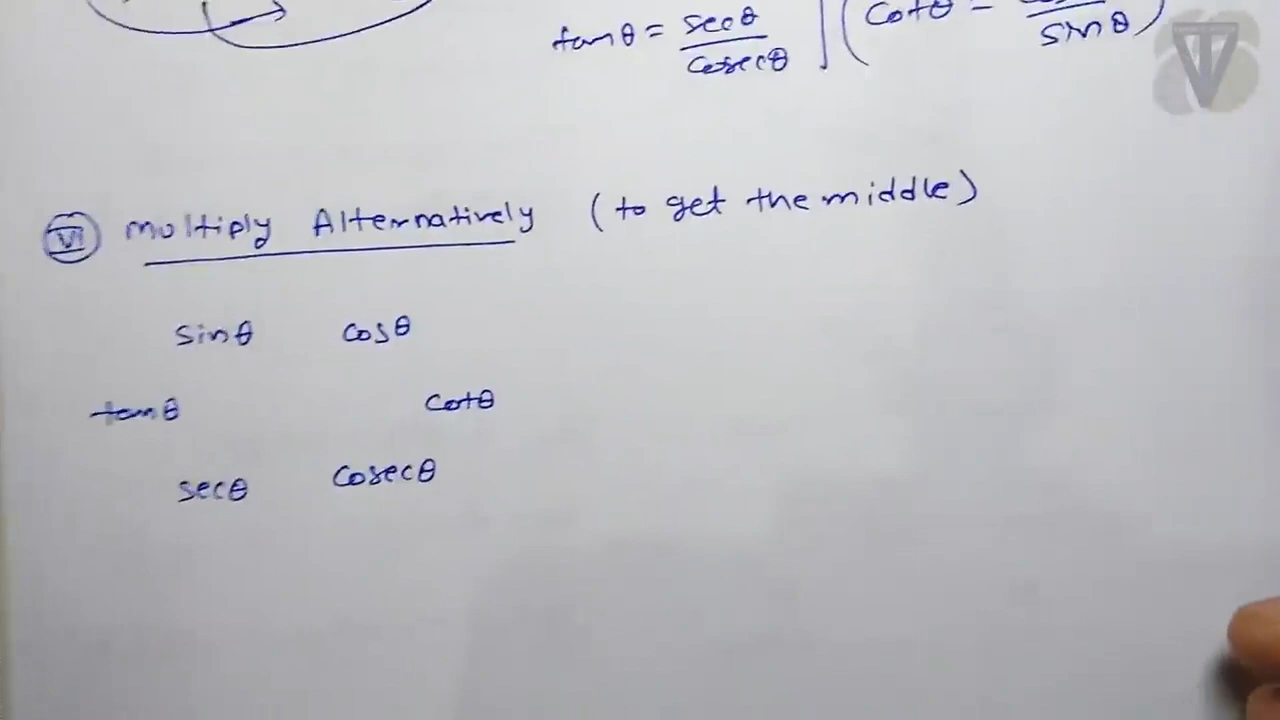 tanθ = secθ / cosecθ (cotθ = / sinθ)
VI multiply Alternatively (to get the middle)
sinθ cosθ
tanθ cotθ
secθ cosecθ